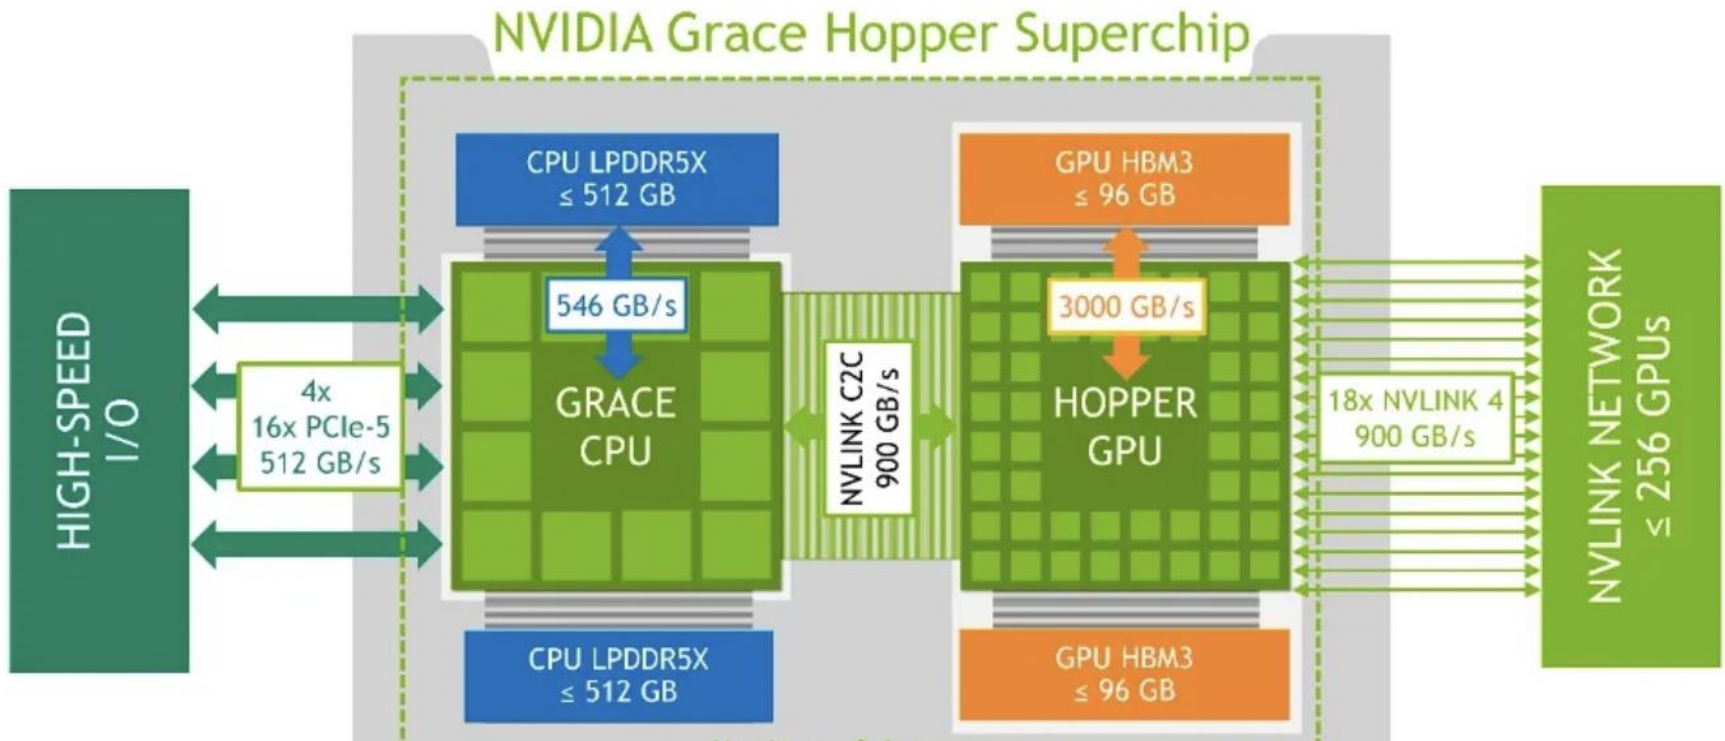 NVIDIA Grace Hopper Superchip
CPU LPDDR5X
≤ 512 GB
GPU HBM3
≤ 96 GB
HIGH-SPEED
I/O
4x
16x PCIe-5
512 GB/s
546 GB/s
GRACE
CPU
NVLINK C2C
900 GB/s
3000 GB/s
HOPPER
GPU
18x NVLINK 4
900 GB/s
NVLINK NETWORK
≤ 256 GPUs
CPU LPDDR5X
≤ 512 GB
GPU HBM3
≤ 96 GB